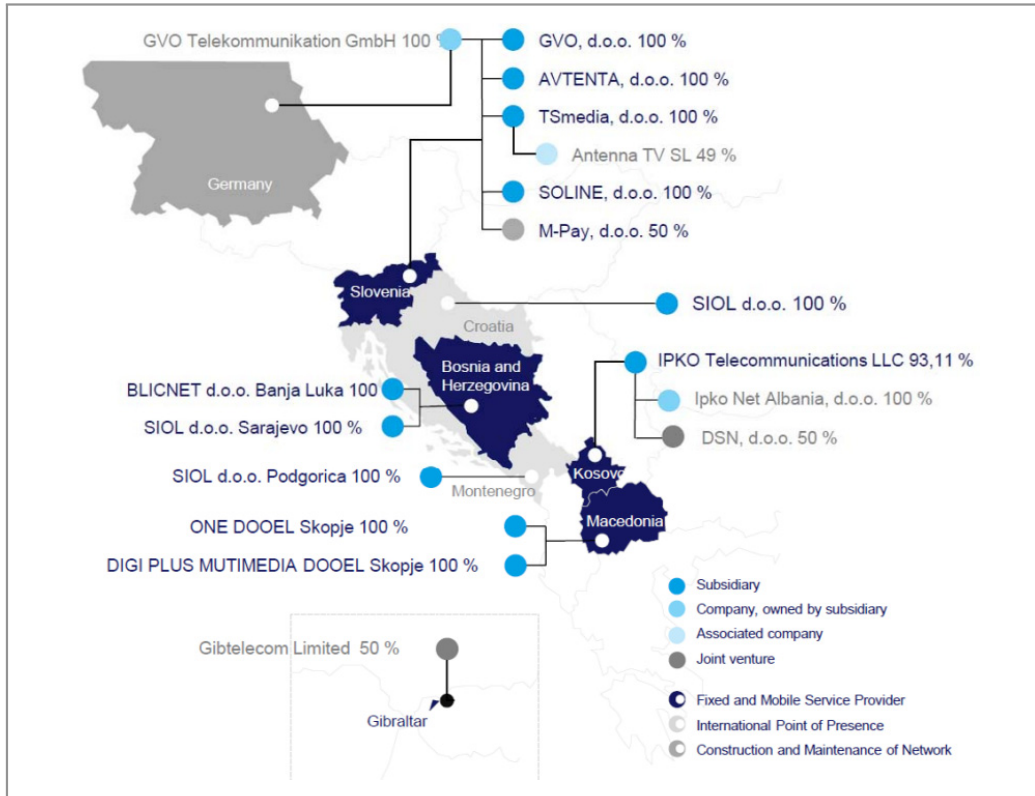 GVO Telekommunikation GmbH 100 %
GVO, d.o.o. 100 %
AVTENTA, d.o.o. 100 %
TSmedia, d.o.o. 100 %
Antenna TV SL 49 %
SOLINE, d.o.o. 100 %
M-Pay, d.o.o. 50 %
Germany
Slovenia
Croatia
SIOL d.o.o. 100 %
Bosnia and
Herzegovina
IPKO Telecommunications LLC 93,11 %
Ipko Net Albania, d.o.o. 100 %
DSN, d.o.o. 50 %
BLICNET d.o.o. Banja Luka 100
SIOL d.o.o. Sarajevo 100 %
SIOL d.o.o. Podgorica 100 %
Montenegro
Kosovo
Macedonia
ONE DOOEL Skopje 100 %
DIGI PLUS MUTIMEDIA DOOEL Skopje 100 %
Gibtelecom Limited 50 %
Gibraltar
Subsidiary
Company, owned by subsidiary
Associated company
Joint venture
Fixed and Mobile Service Provider
International Point of Presence
Construction and Maintenance of Network